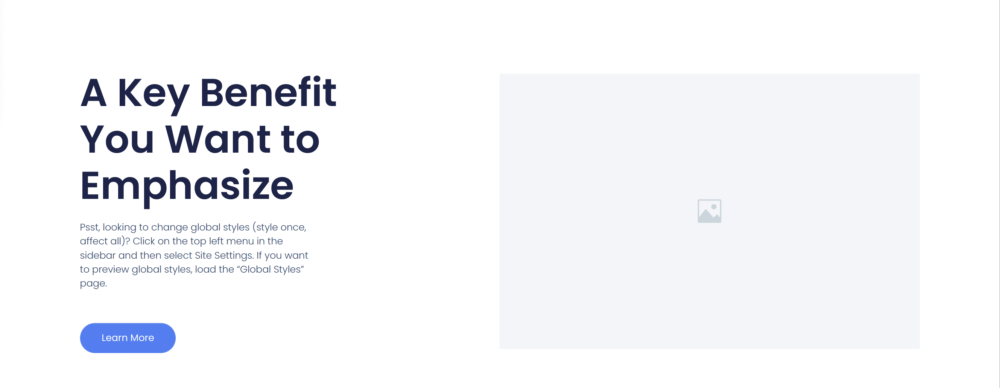 A Key Benefit
You Want to
Emphasize
Psst, looking to change global styles (style once,
affect all)? Click on the top left menu in the
sidebar and then select Site Settings. If you want
to preview global styles, load the “Global Styles”
page.
Learn More